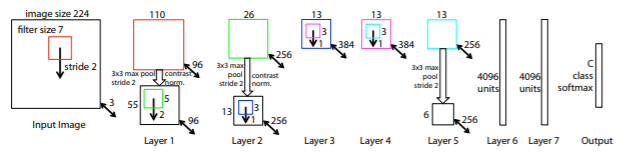 image size 224
filter size 7
stride 2
3
Input Image
110
96
3x3 max pool
stride 2
contrast
norm.
5
2
55
96
Layer 1
26
256
3x3 max
pool
stride 2
contrast
norm.
3
1
13
256
Layer 2
13
3
1
384
Layer 3
13
3
1
384
Layer 4
13
256
3x3 max
pool
stride 2
6
256
Layer 5
4096
units
Layer 6
4096
units
Layer 7
C
class
softmax
Output